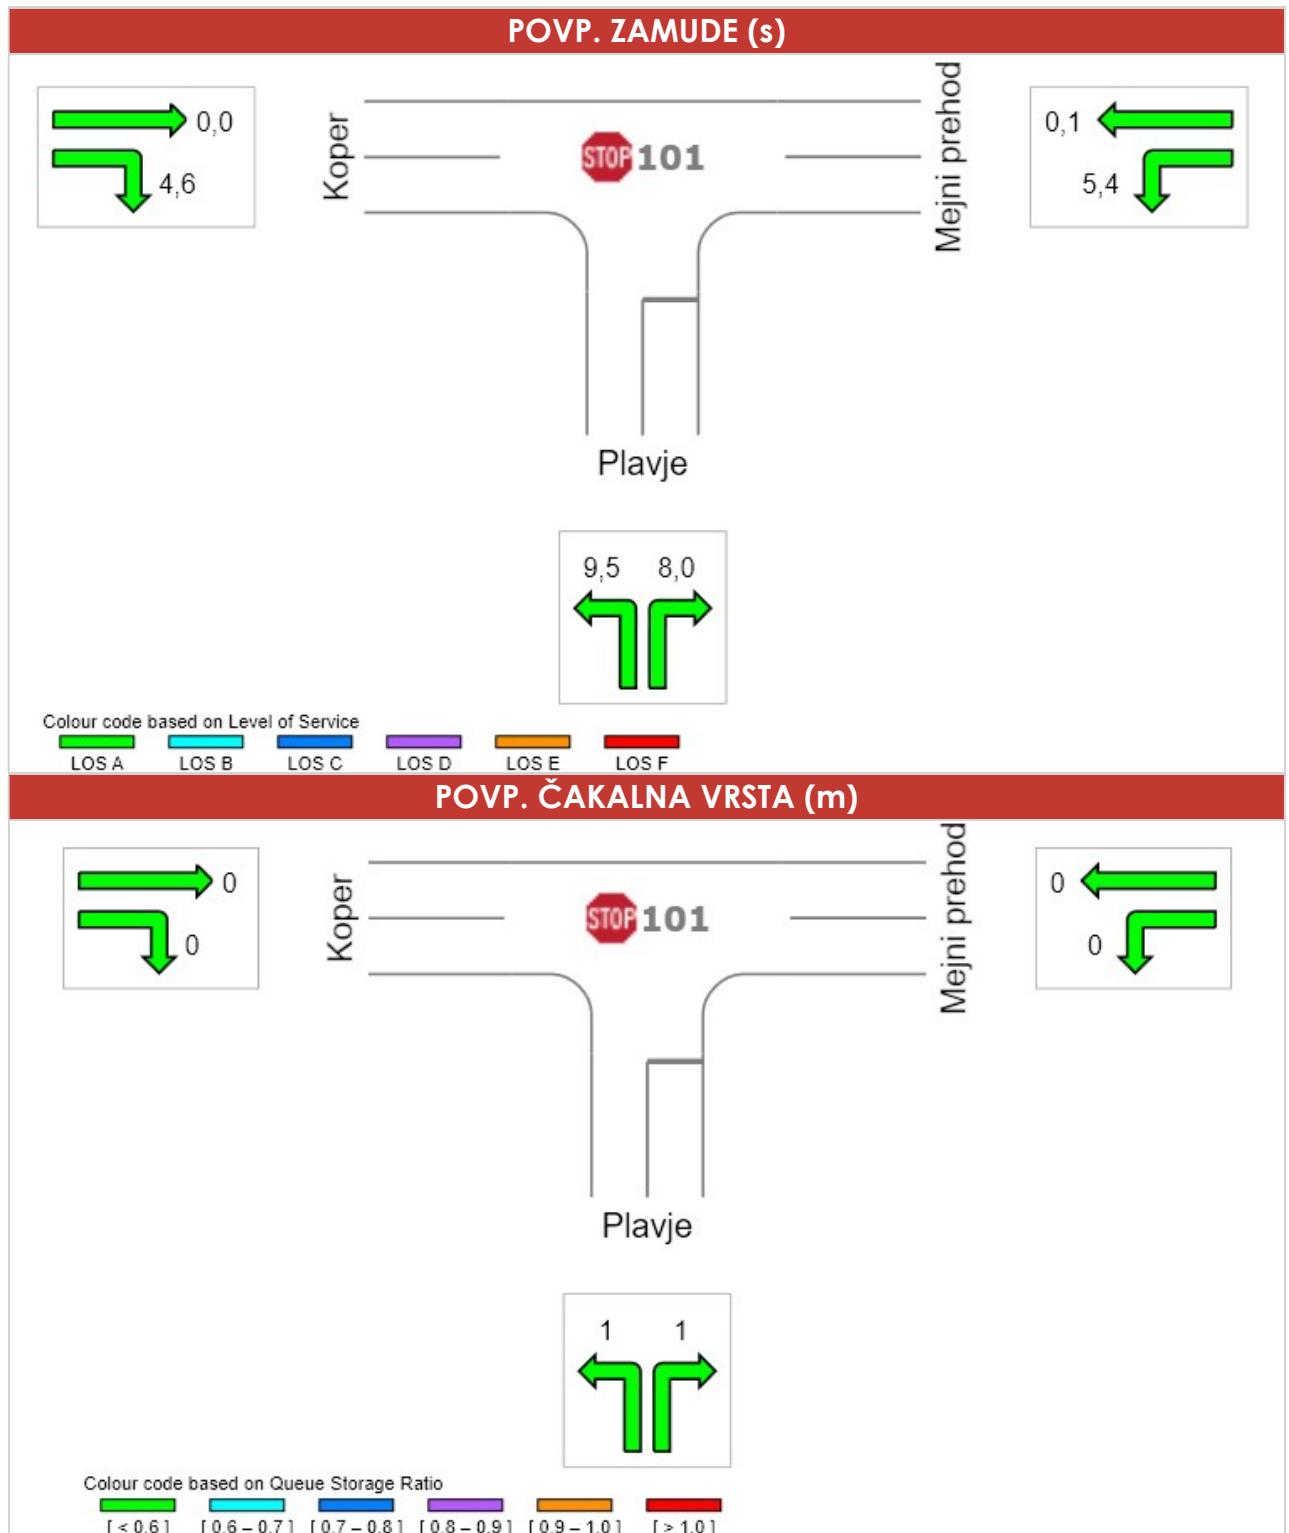 POVP. ZAMUDE (s)
0,0
4,6
Koper
STOP 101
Mejni prehod
0,1
5,4
Plavje
9,5 8,0
Colour code based on Level of Service
LOS A LOS B LOS C LOS D LOS E LOS F
POVP. ČAKALNA VRSTA (m)
0
0
Koper
STOP 101
Mejni prehod
0
0
Plavje
1 1
Colour code based on Queue Storage Ratio
[ < 0.6 ] [ 0.6 – 0.7 ] [ 0.7 – 0.8 ] [ 0.8 – 0.9 ] [ 0.9 – 1.0 ] [ > 1.0 ]